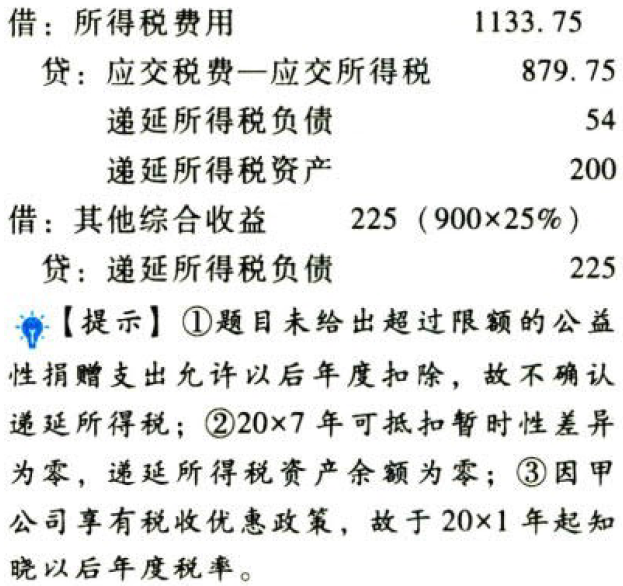 借：所得税费用 1133.75
贷：应交税费—应交所得税 879.75
递延所得税负债 54
递延所得税资产 200
借：其他综合收益 225（900×25%）
贷：递延所得税负债 225
【提示】①题目未给出超过限额的公益
性捐赠支出允许以后年度扣除，故不确认
递延所得税；②20×7 年可抵扣暂时性差异
为零，递延所得税资产余额为零；③因甲
公司享有税收优惠政策，故于 20×1 年起知
晓以后年度税率。